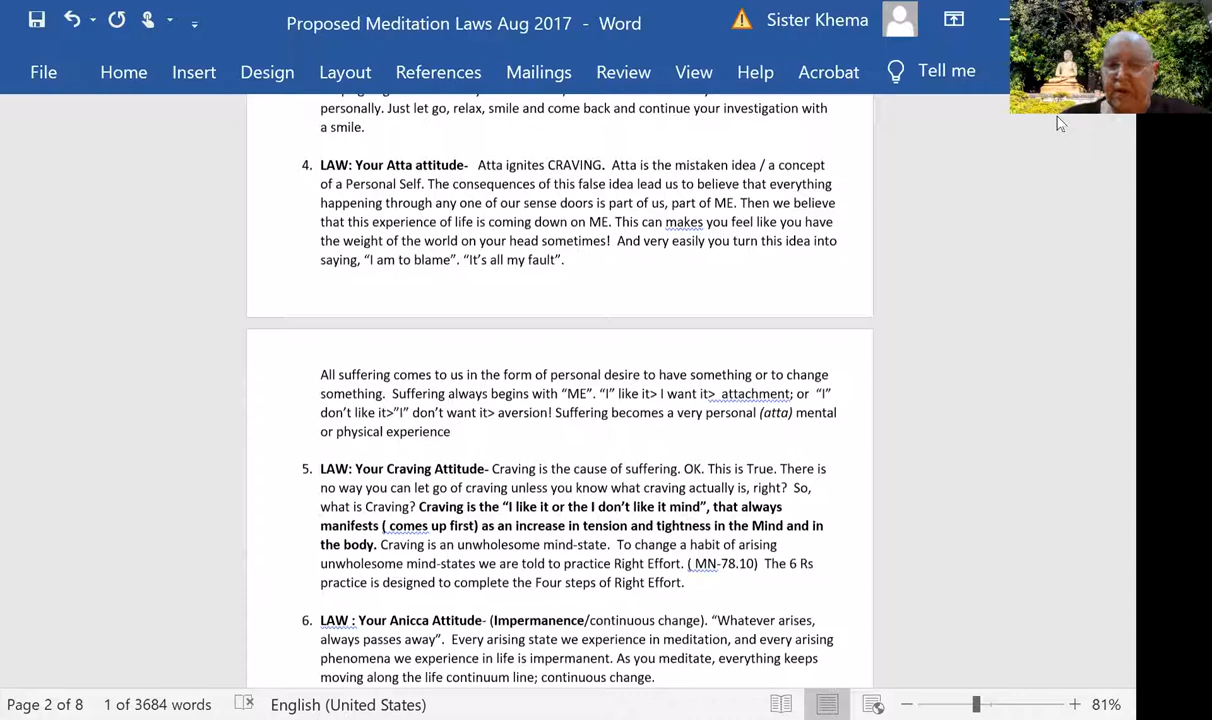 Proposed Meditation Laws Aug 2017 - Word
Sister Khema
File Home Insert Design Layout References Mailings Review View Help Acrobat Tell me
personally. Just let go, relax, smile and come back and continue your investigation with
a smile.
4. LAW: Your Atta attitude- Atta ignites CRAVING. Atta is the mistaken idea / a concept
of a Personal Self. The consequences of this false idea lead us to believe that everything
happening through any one of our sense doors is part of us, part of ME. Then we believe
that this experience of life is coming down on ME. This can makes you feel like you have
the weight of the world on your head sometimes! And very easily you turn this idea into
saying, “I am to blame”. “It’s all my fault”.
All suffering comes to us in the form of personal desire to have something or to change
something. Suffering always begins with “ME”. “I” like it> I want it> attachment; or “I”
don’t like it>”I” don’t want it> aversion! Suffering becomes a very personal (atta) mental
or physical experience
5. LAW: Your Craving Attitude- Craving is the cause of suffering. OK. This is True. There is
no way you can let go of craving unless you know what craving actually is, right? So,
what is Craving? Craving is the “I like it or the I don’t like it mind”, that always
manifests ( comes up first) as an increase in tension and tightness in the Mind and in
the body. Craving is an unwholesome mind-state. To change a habit of arising
unwholesome mind-states we are told to practice Right Effort. ( MN-78.10) The 6 Rs
practice is designed to complete the Four steps of Right Effort.
6. LAW : Your Anicca Attitude- (Impermanence/continuous change). “Whatever arises,
always passes away”. Every arising state we experience in meditation, and every arising
phenomena we experience in life is impermanent. As you meditate, everything keeps
moving along the life continuum line; continuous change.
Page 2 of 8 1 of 3684 words English (United States) 81%